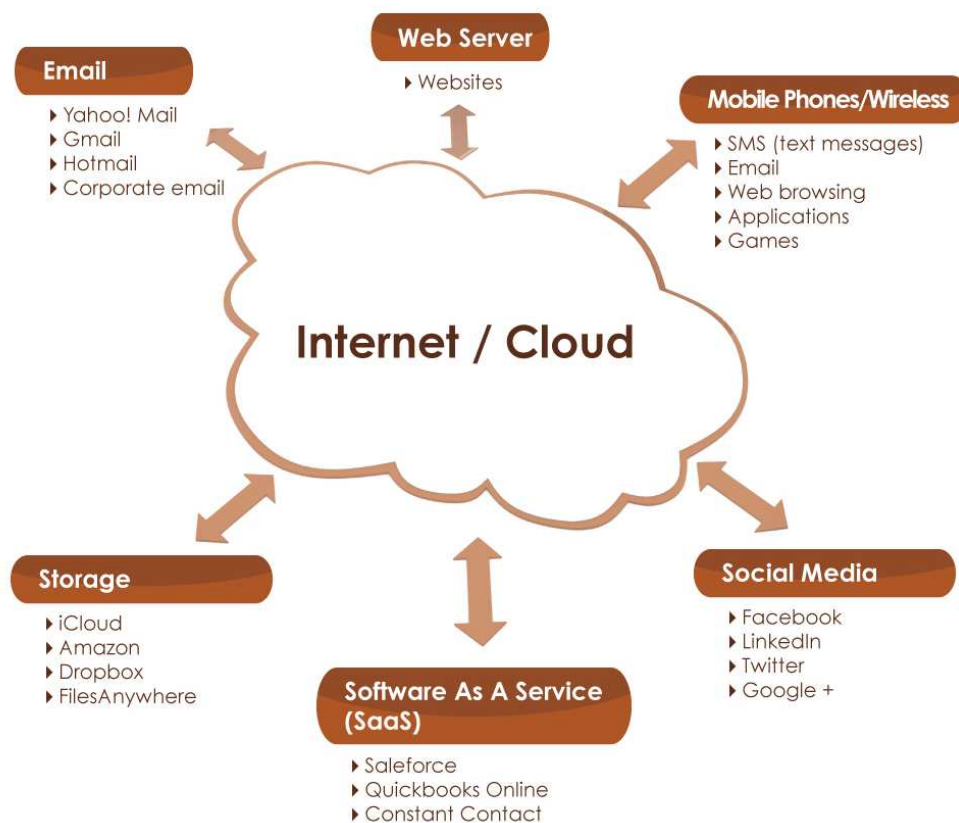 Web Server
Websites
Email
Yahoo! Mail
Gmail
Hotmail
Corporate email
Mobile Phones/Wireless
SMS (text messages)
Email
Web browsing
Applications
Games
Internet / Cloud
Storage
iCloud
Amazon
Dropbox
FilesAnywhere
Software As A Service
(SaaS)
Saleforce
Quickbooks Online
Constant Contact
Social Media
Facebook
LinkedIn
Twitter
Google +